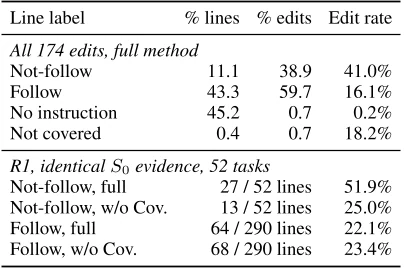 Line label % lines % edits Edit rate
All 174 edits, full method
Not-follow 11.1 38.9 41.0%
Follow 43.3 59.7 16.1%
No instruction 45.2 0.7 0.2%
Not covered 0.4 0.7 18.2%
R1, identical S0 evidence, 52 tasks
Not-follow, full 27 / 52 lines 51.9%
Not-follow, w/o Cov. 13 / 52 lines 25.0%
Follow, full 64 / 290 lines 22.1%
Follow, w/o Cov. 68 / 290 lines 23.4%